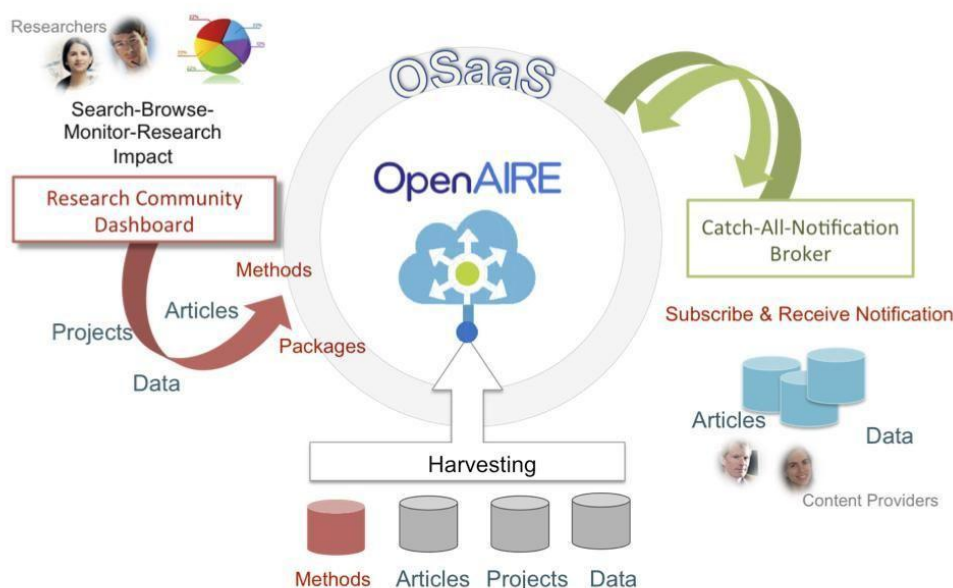 Researchers
Search-Browse-
Monitor-Research
Impact
Research Community
Dashboard
Methods
Articles
Projects
Packages
Data
OSaaS
OpenAIRE
Harvesting
Methods
Articles
Projects
Data
Catch-All-Notification
Broker
Subscribe & Receive Notification
Articles
Data
Content Providers